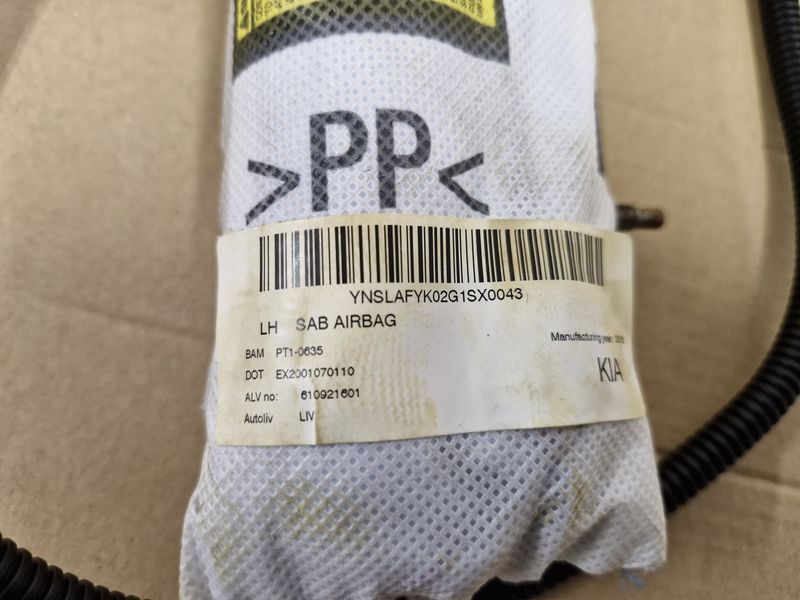 >PP<
YNSLAFYK02G1SX0043
LH SAB AIRBAG
Manufacturing year:
BAM PT1-0635
DOT EX2001070110
KIA
ALV no: 610921601
Autoliv LIV